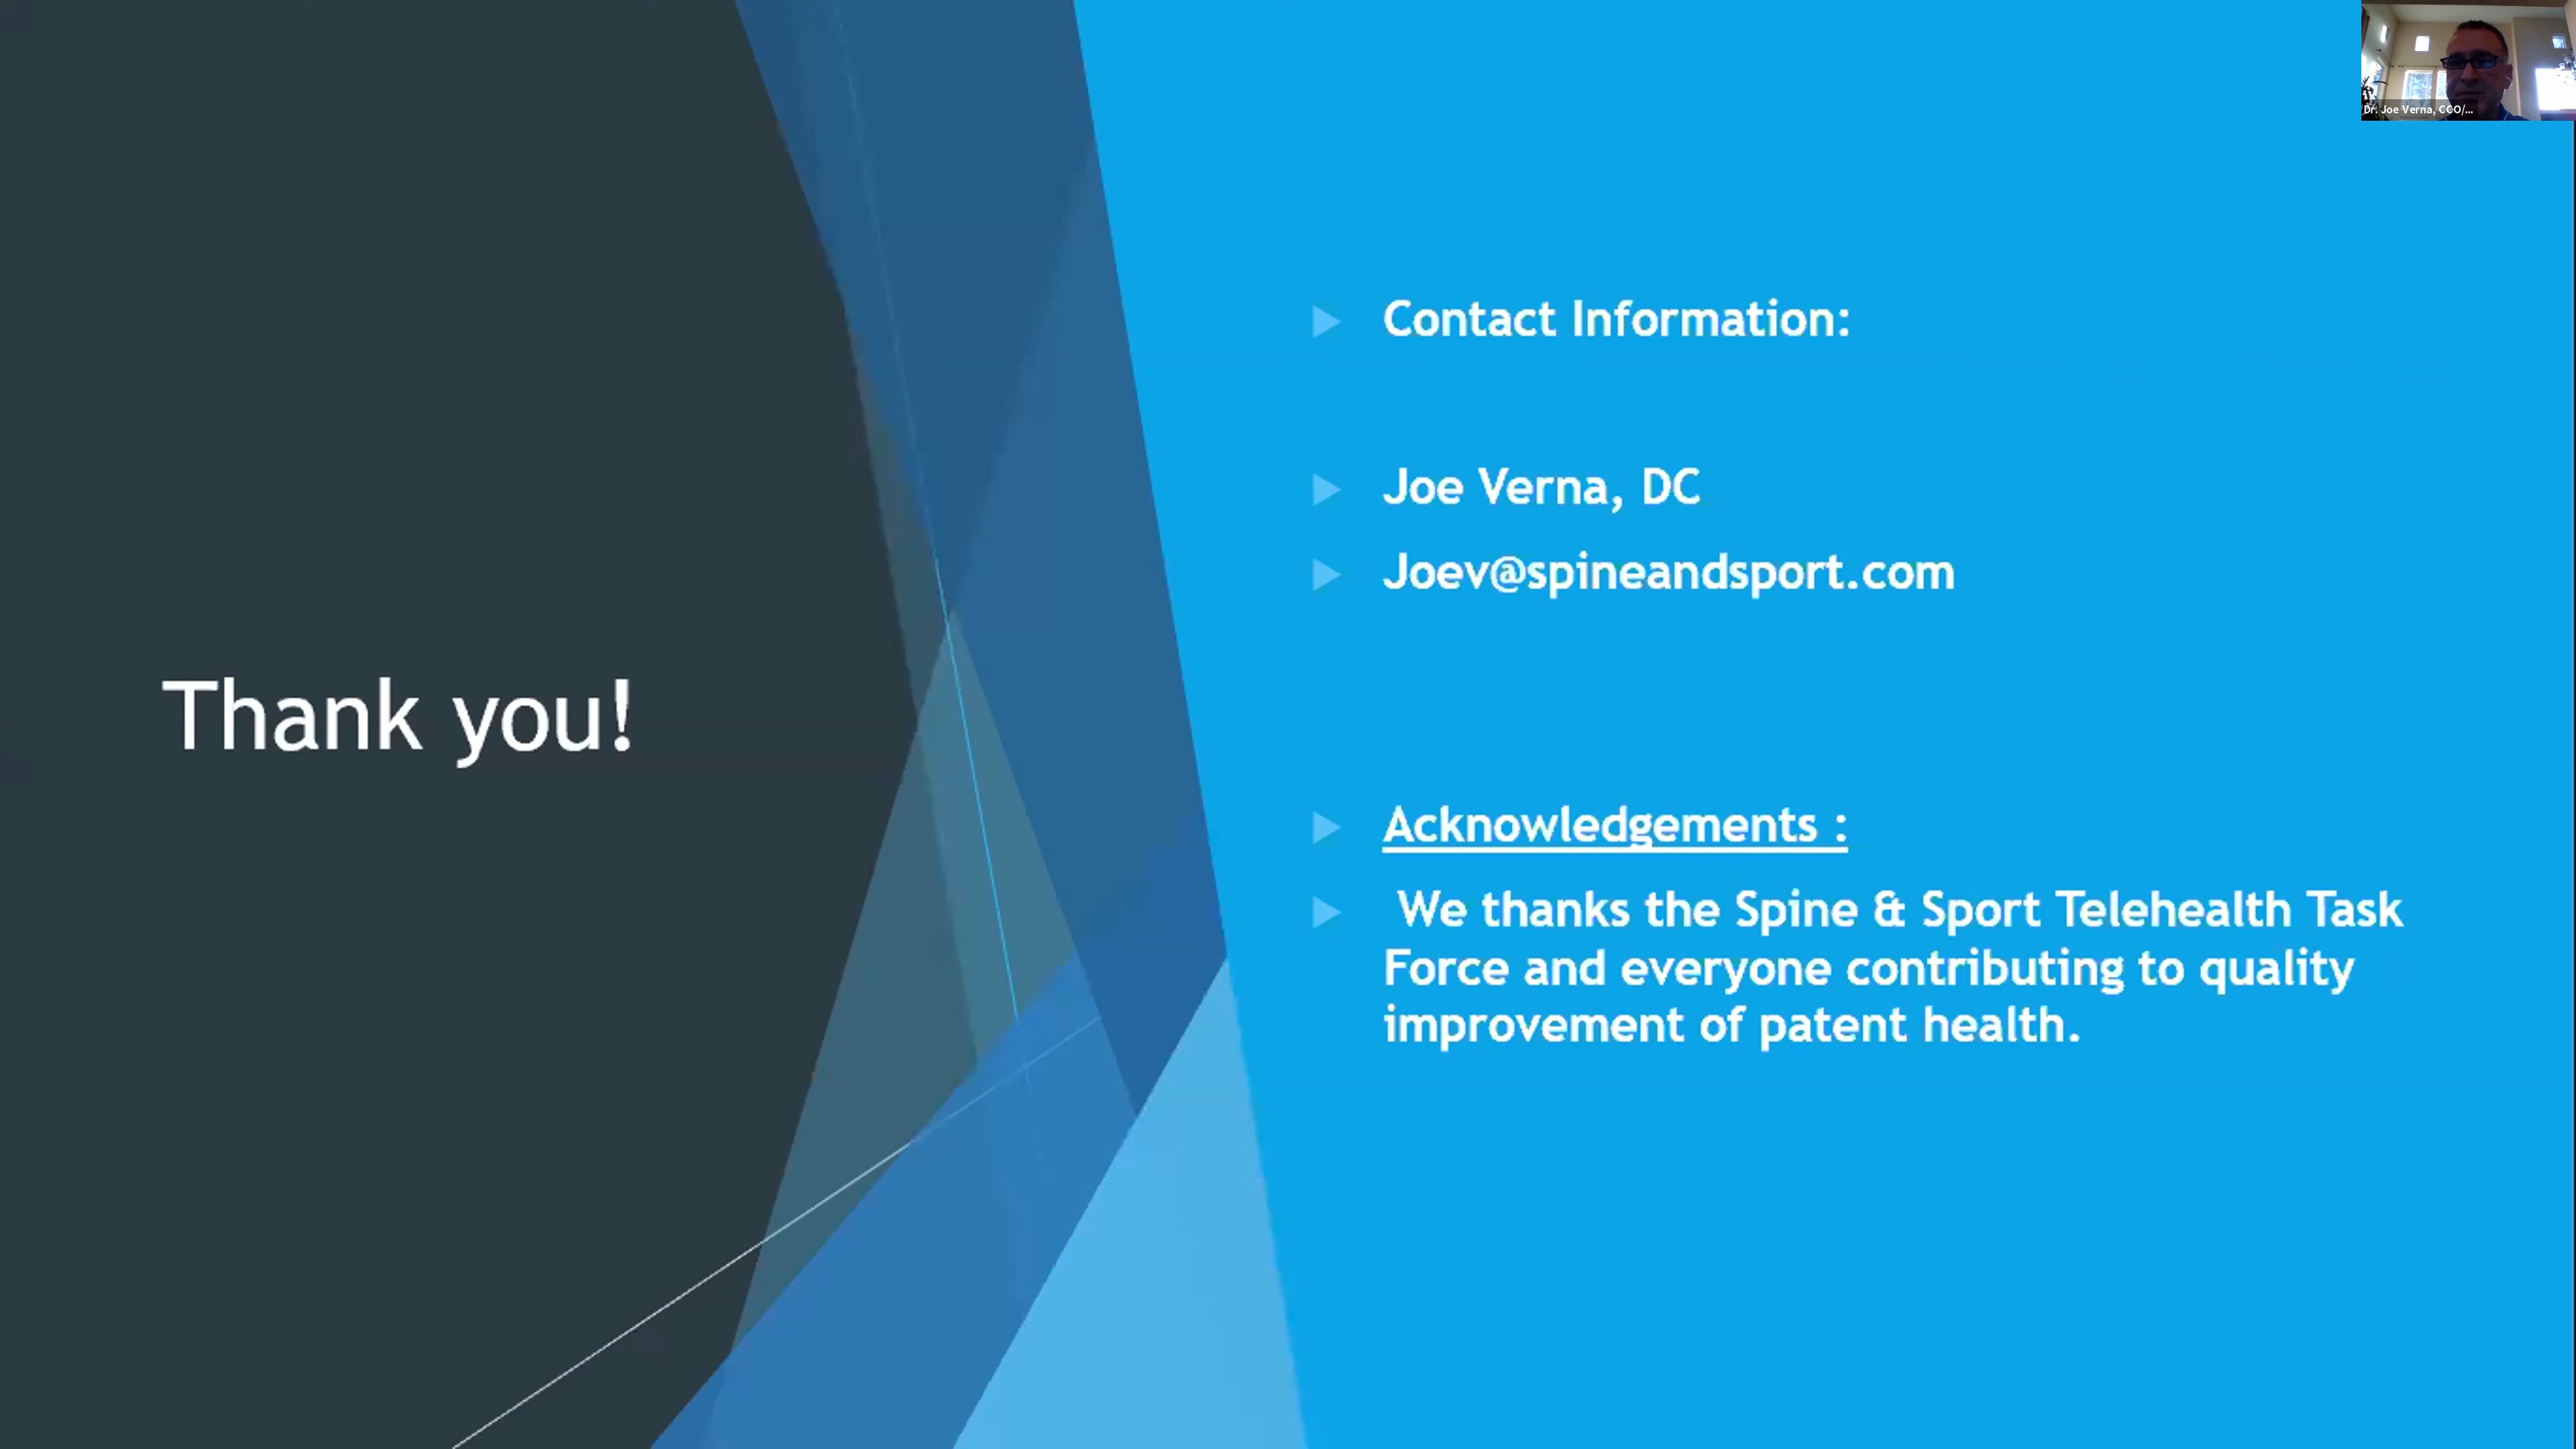 Dr. Joe Verna, CCO/...
Thank you!
Contact Information:
Joe Verna, DC
Joev@spineandsport.com
Acknowledgements :
We thanks the Spine & Sport Telehealth Task
Force and everyone contributing to quality
improvement of patent health.